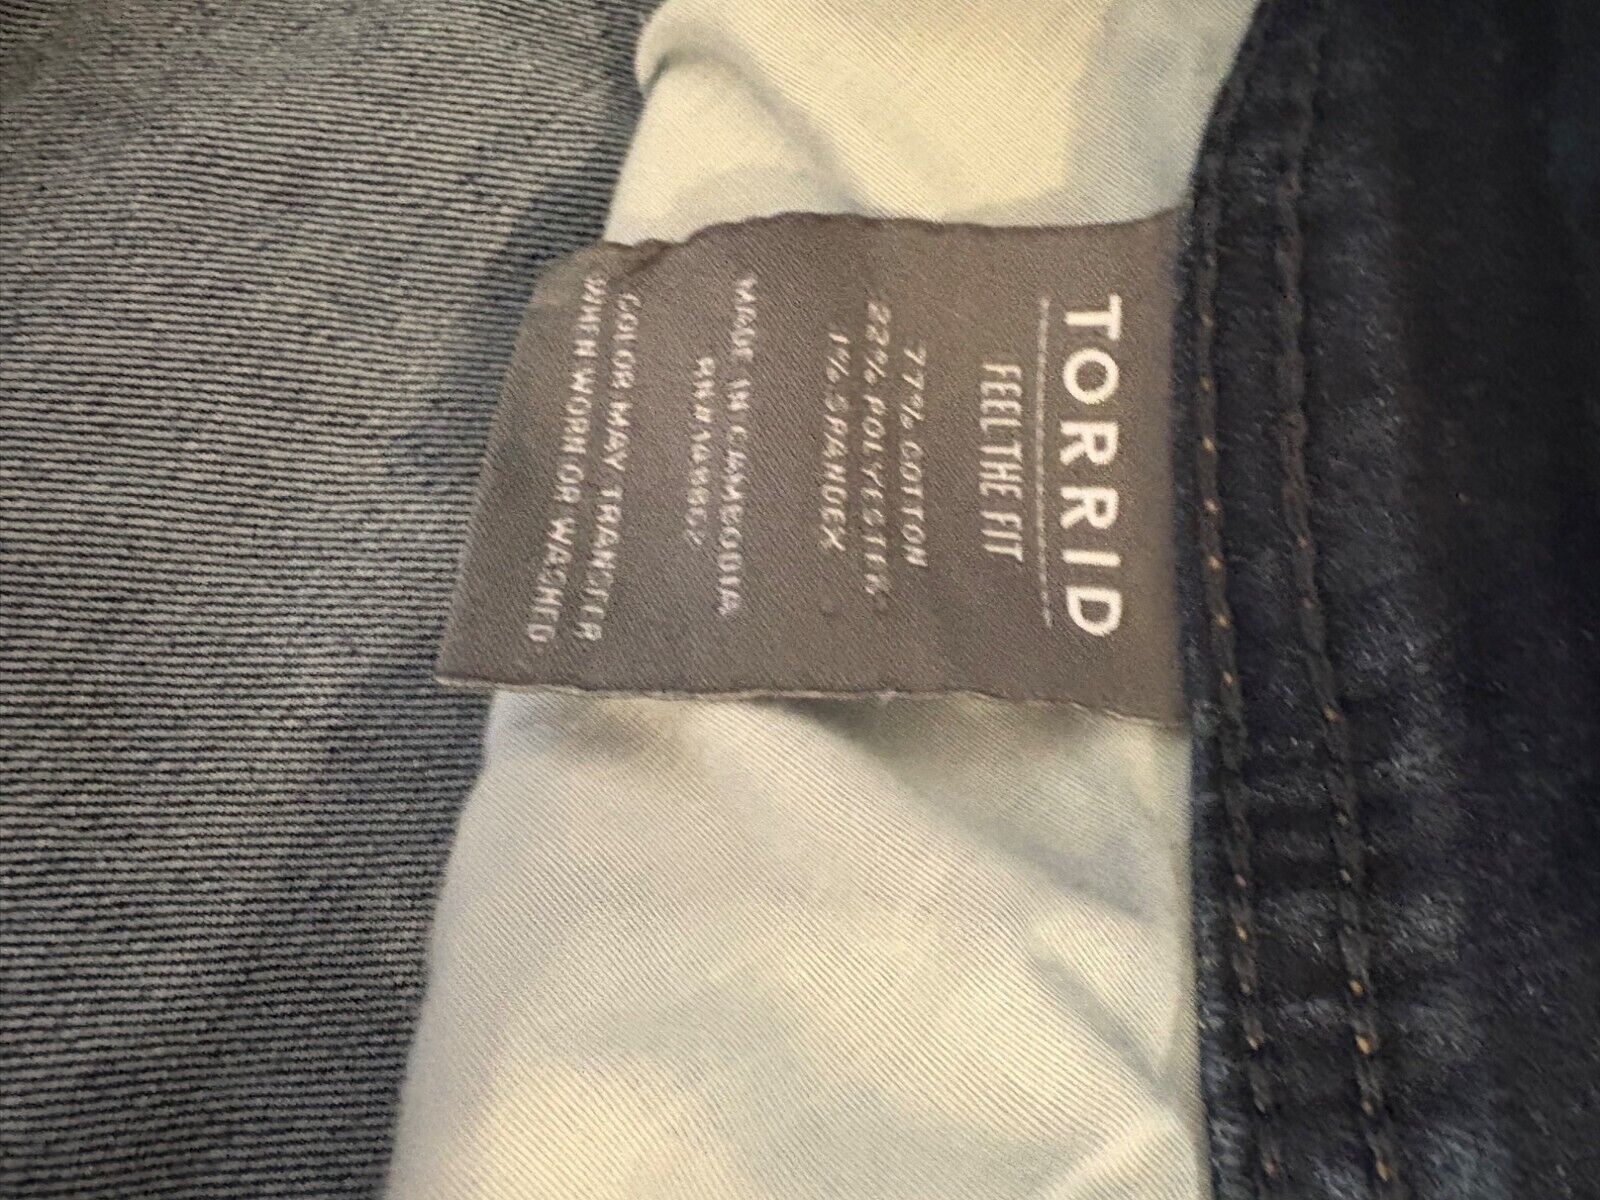 TORRID
FEEL THE FIT
77% COTTON
22% POLYESTER
1% SPANDEX
MADE IN CAMBODIA
COLOR MAY TRANSFER
WHEN WORN OR WASHED